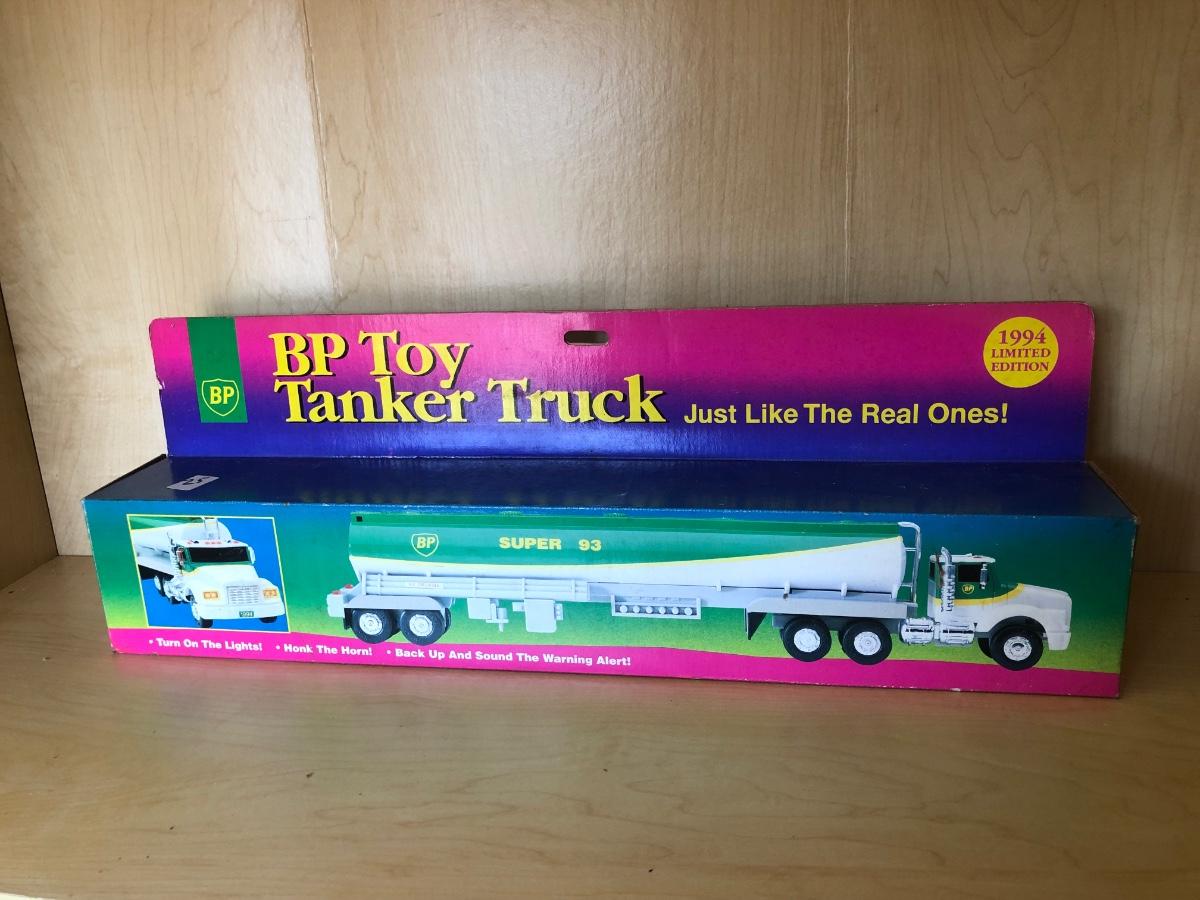 BP
BP Toy
Tanker Truck
Just Like The Real Ones!
1994
LIMITED
EDITION
BP
SUPER 93
BP
• Turn On The Lights! • Honk The Horn! • Back Up And Sound The Warning Alert!